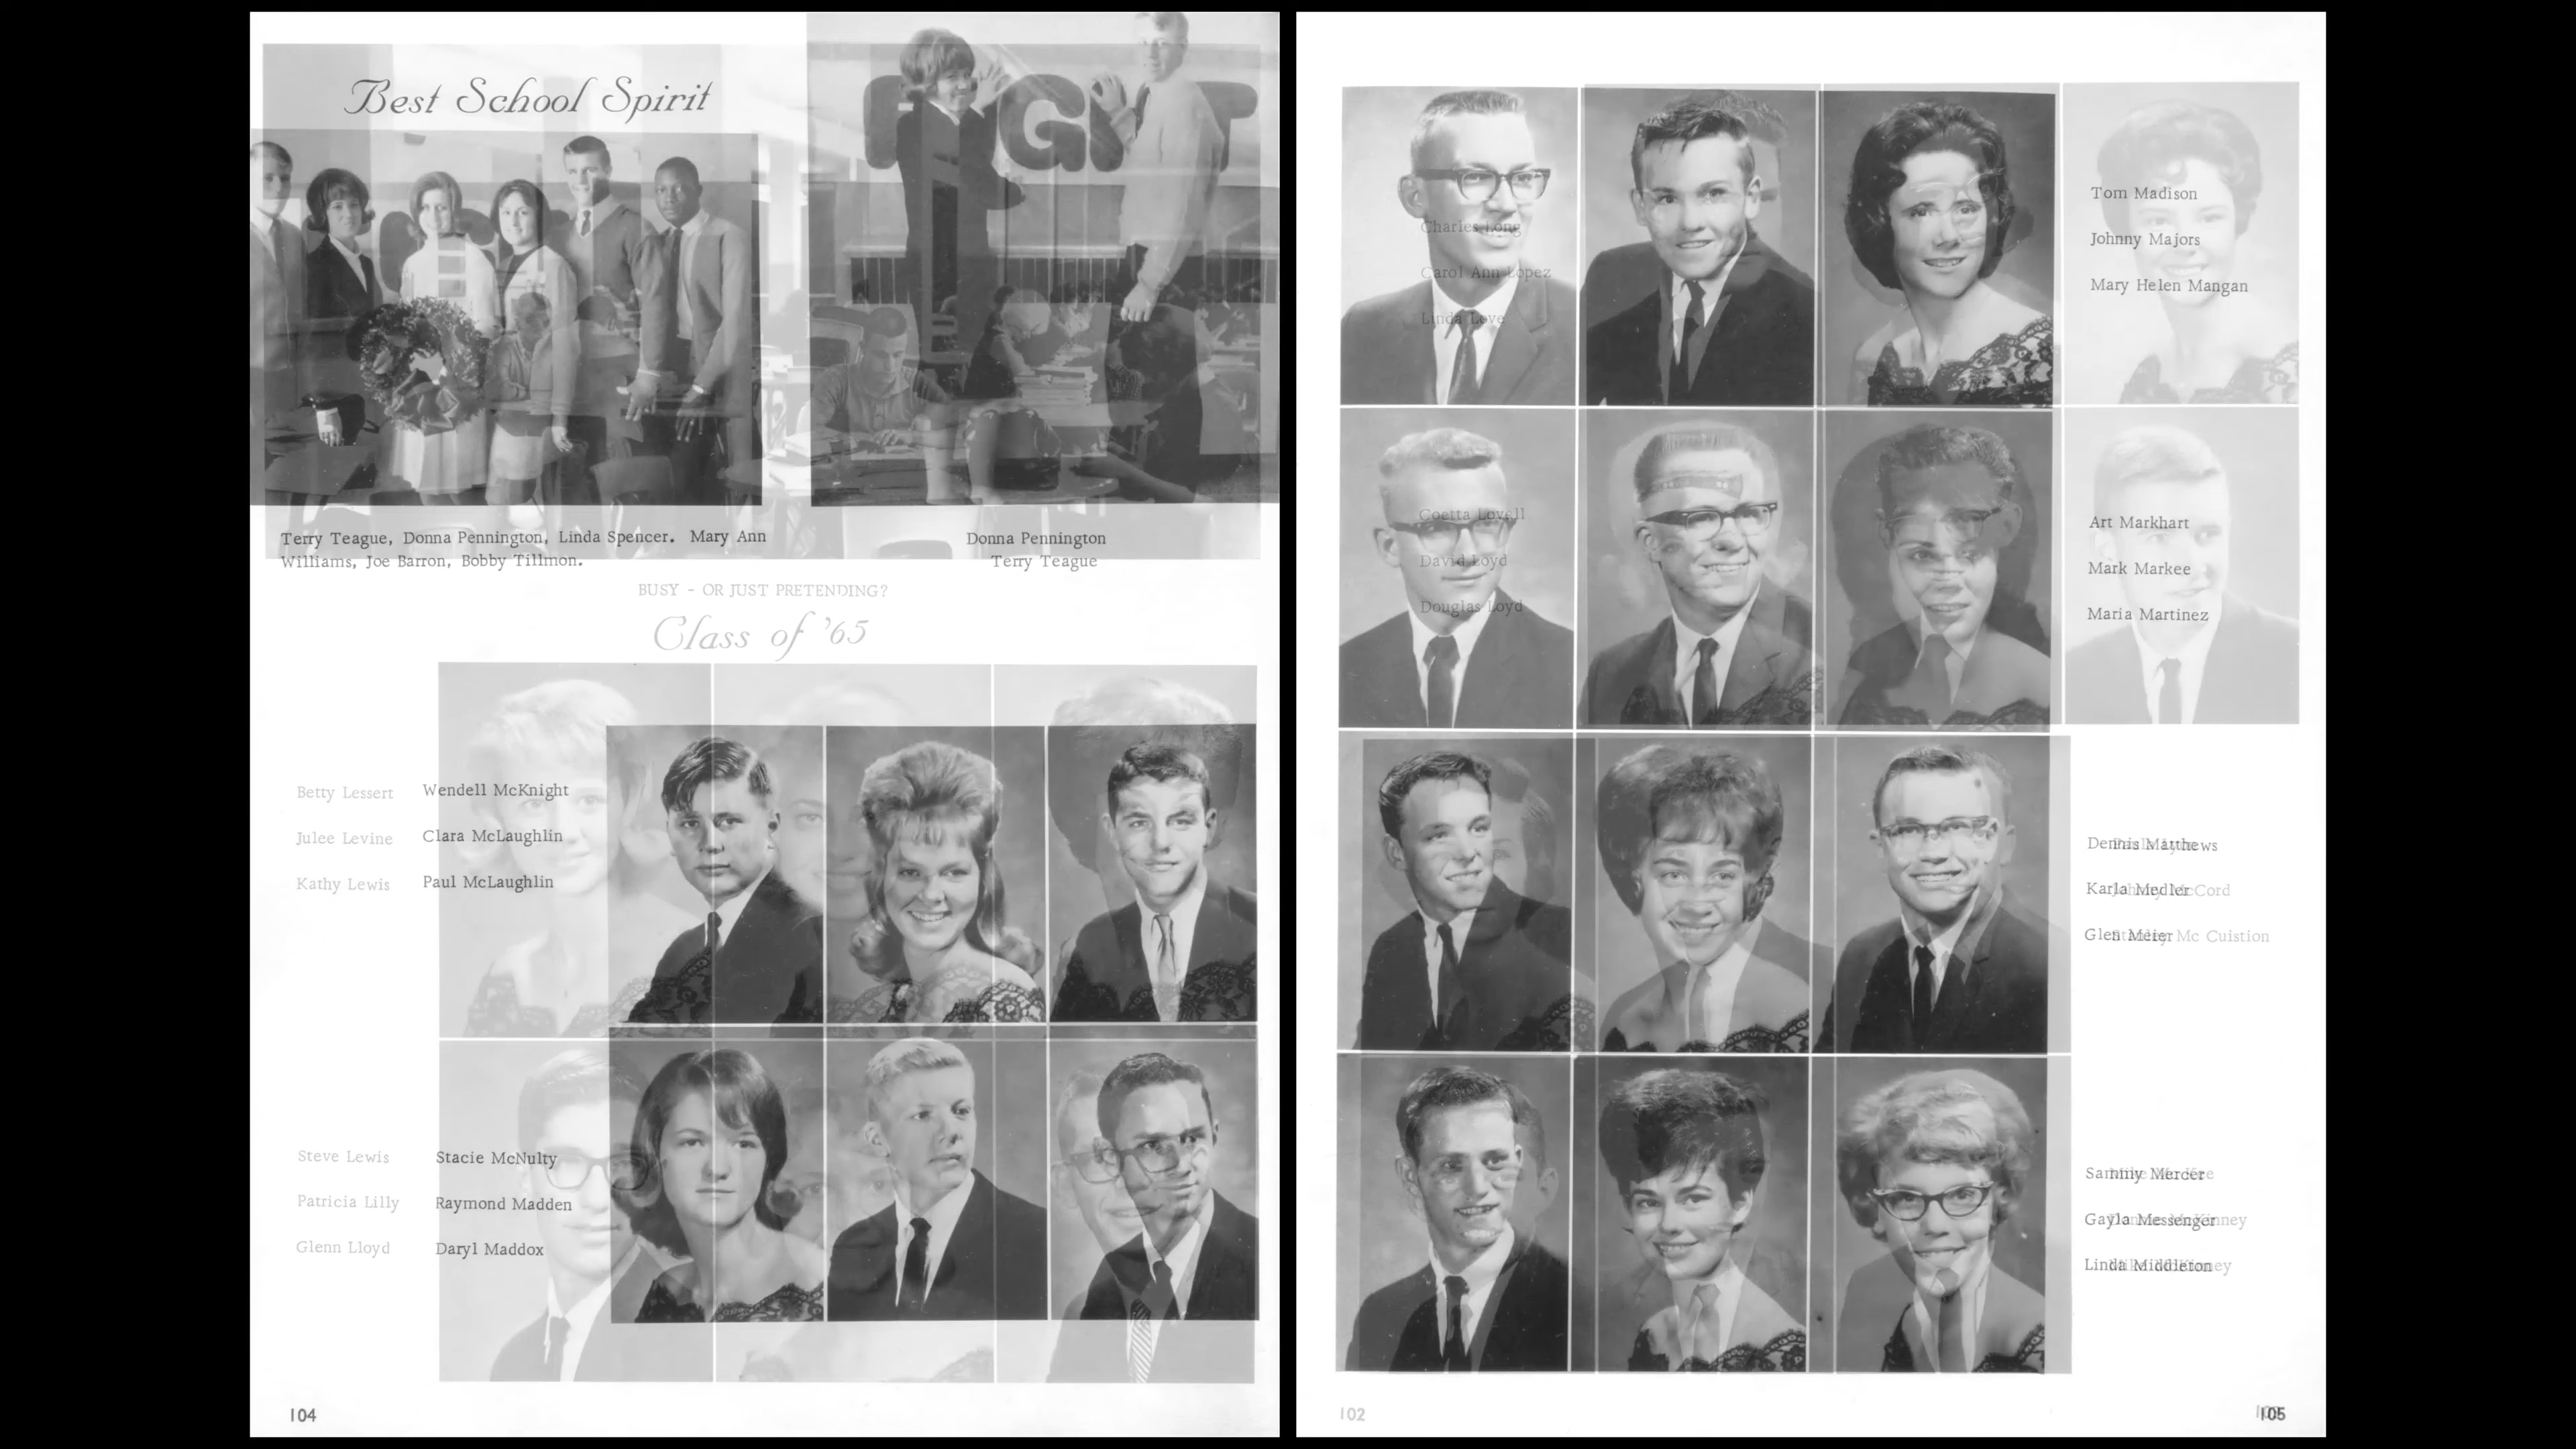 Best School Spirit
FIGHT
Terry Teague, Donna Pennington, Linda Spencer. Mary Ann
Williams, Joe Barron, Bobby Tillmon.
Donna Pennington
Terry Teague
BUSY - OR JUST PRETENDING?
Class of '65
Betty Lessert
Julee Levine
Kathy Lewis
Wendell McKnight
Clara McLaughlin
Paul McLaughlin
Steve Lewis
Patricia Lilly
Glenn Lloyd
Stacie McNulty
Raymond Madden
Daryl Maddox
104
Charles Long
Carol Ann Lopez
Linda Love
Tom Madison
Johnny Majors
Mary Helen Mangan
Coetta Lovell
David Loyd
Douglas Loyd
Art Markhart
Mark Markee
Maria Martinez
Dennis Matthews
Karla Medler
McCord
Glen Meier
Mc Cuistion
Sammy Mercer
Gayla Messenger
Linda Middleton
102
105